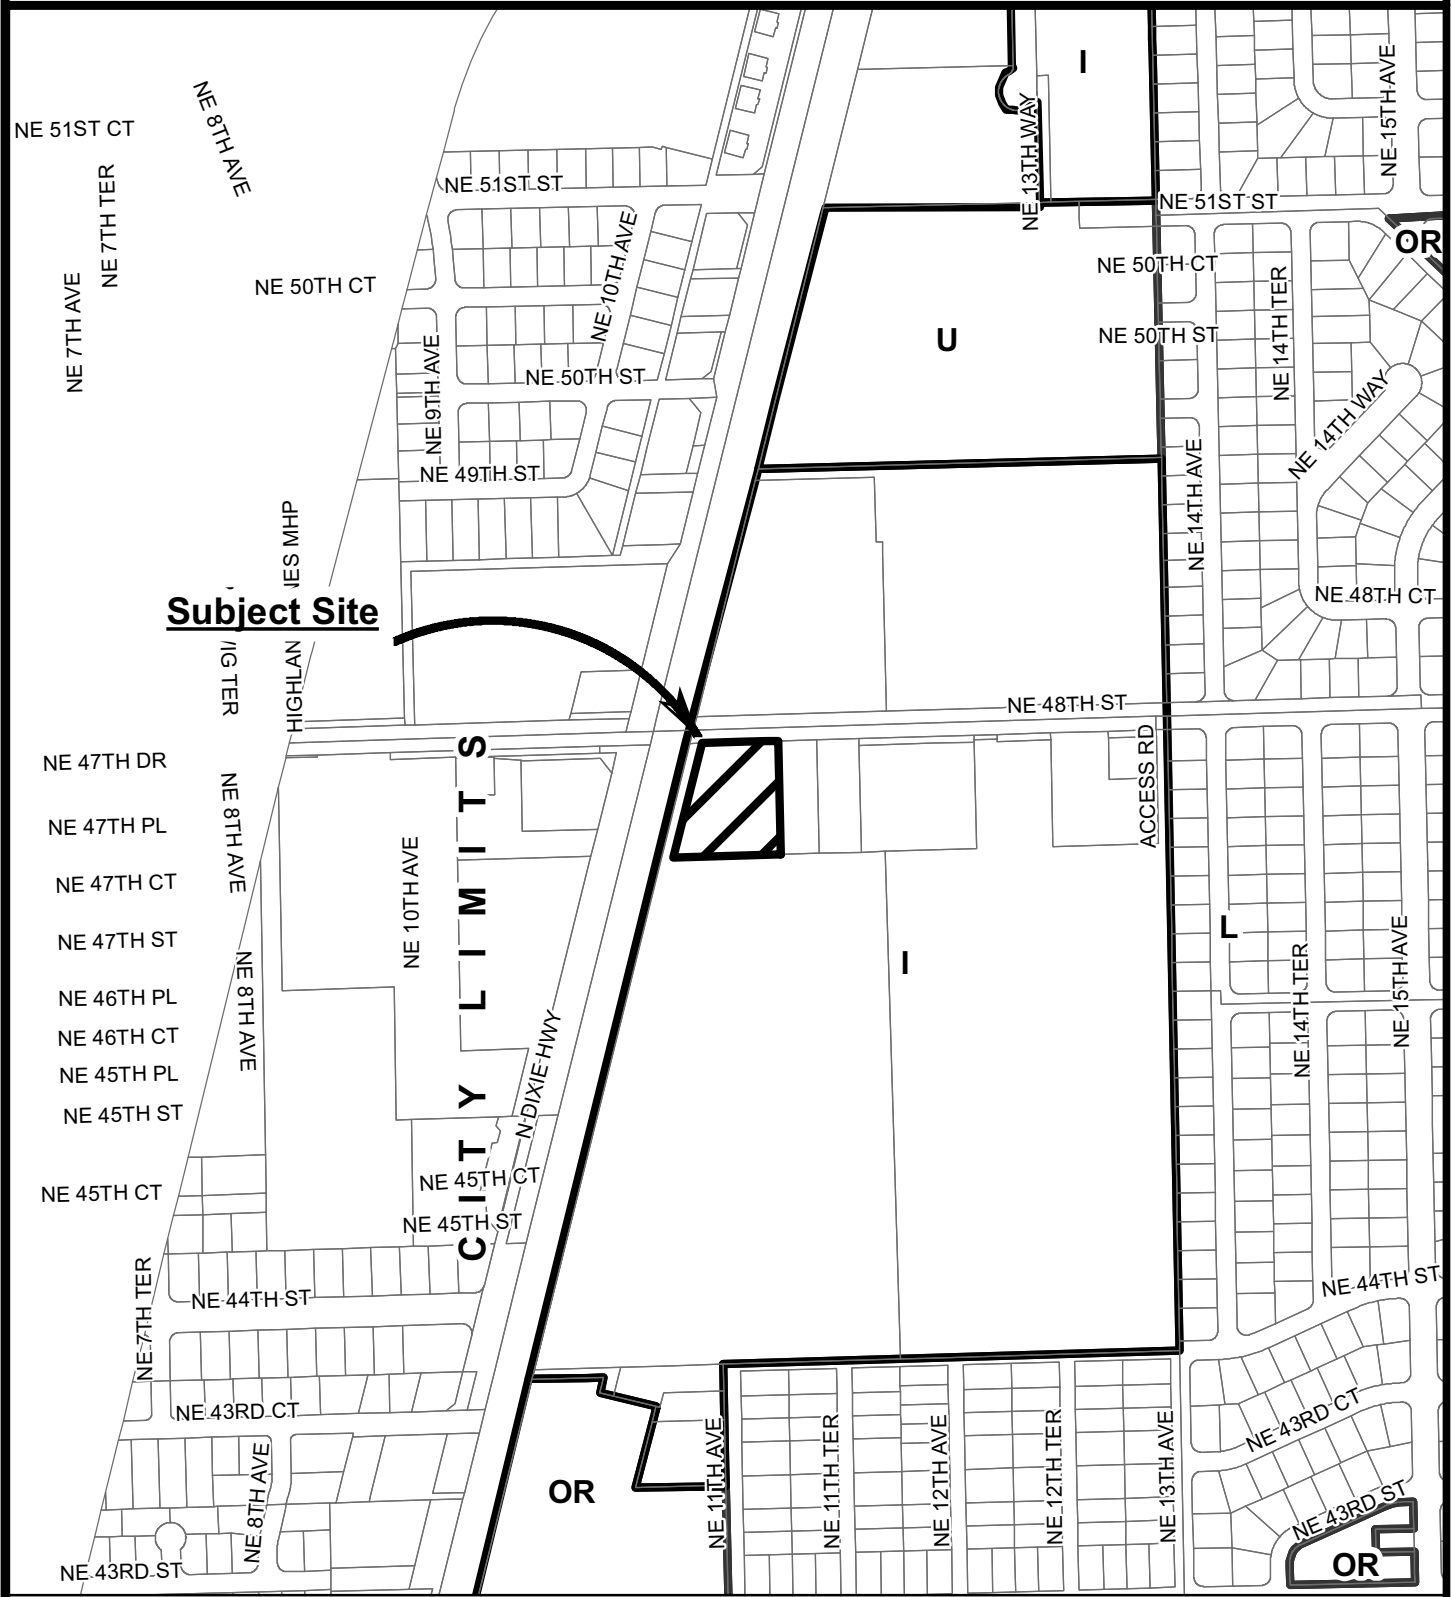 I
NE 51ST CT
NE 8TH AVE
NE 15TH AVE
NE 13TH WAY
NE 7TH TER
NE 51ST ST
NE 51ST ST
NE 10TH AVE
OR
NE 50TH CT
NE 50TH CT
NE 7TH AVE
NE 14TH TER
U
NE 50TH ST
NE 9TH AVE
NE 50TH ST
NE 14TH WAY
NE 49TH ST
NE 14TH AVE
NE 48TH CT
Subject Site
HIGHLAN NES MHP
IG TER
NE 48TH ST
NE 47TH DR
ACCESS RD
NE 8TH AVE
NE 47TH PL
NE 47TH CT
NE 10TH AVE
CITY LIMITS
NE 47TH ST
L
I
NE 14TH TER
NE 15TH AVE
NE 46TH PL
NE 8TH AVE
NE 46TH CT
NE 45TH PL
N DIXIE HWY
NE 45TH ST
NE 45TH CT
NE 45TH CT
NE 45TH ST
NE 44TH ST
NE 44TH ST
NE 7TH TER
NE 43RD CT
NE 43RD CT
NE 8TH AVE
OR
NE 11TH AVE
NE 11TH TER
NE 12TH AVE
NE 12TH TER
NE 13TH AVE
NE 43RD ST
NE 43RD ST
OR